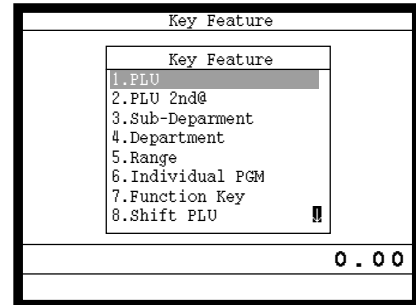 Key Feature
Key Feature
1.PLU
2.PLU 2nd@
3.Sub-Deparment
4.Department
5.Range
6.Individual PGM
7.Function Key
8.Shift PLU
0.00